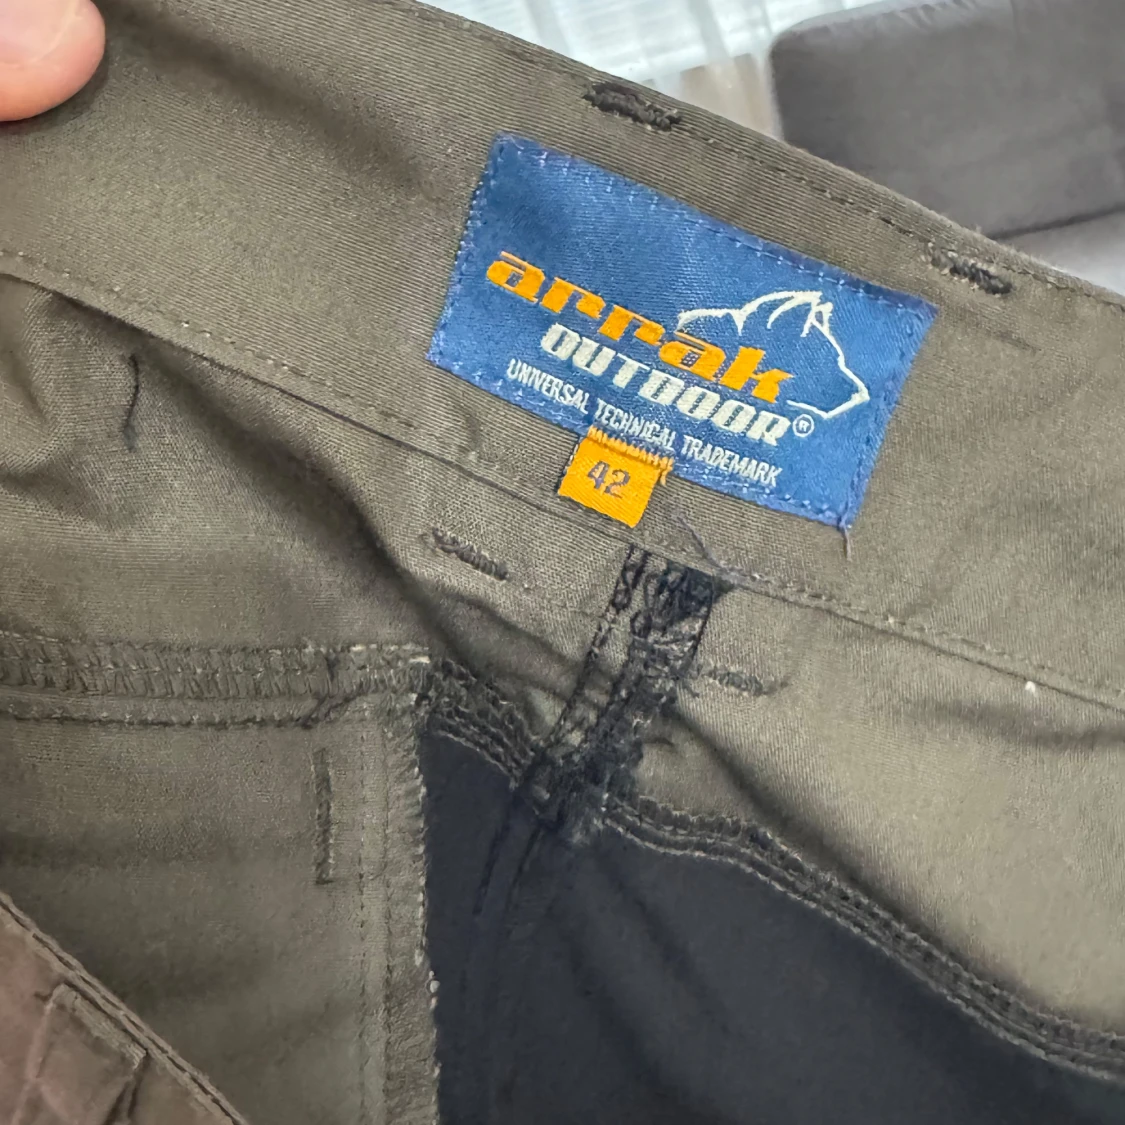 arrak
OUTDOOR®
UNIVERSAL TECHNICAL TRADEMARK
42